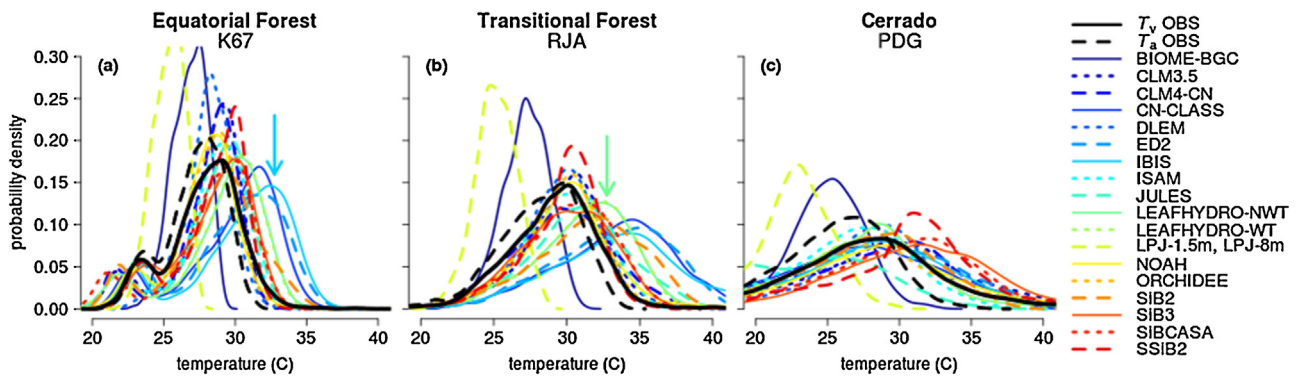 Equatorial Forest
K67
Transitional Forest
RJA
Cerrado
PDG
(a)
(b)
(c)
0.30
0.25
0.20
0.15
0.10
0.05
0.00
probability density
20 25 30 35 40
20 25 30 35 40
20 25 30 35 40
temperature (C)
temperature (C)
temperature (C)
Tv OBS
Ta OBS
BIOME-BGC
CLM3.5
CLM4-CN
CN-CLASS
DLEM
ED2
IBIS
ISAM
JULES
LEAFHYDRO-NWT
LEAFHYDRO-WT
LPJ-1.5m, LPJ-8m
NOAH
ORCHIDEE
SIB2
SIB3
SIBCASA
SSIB2